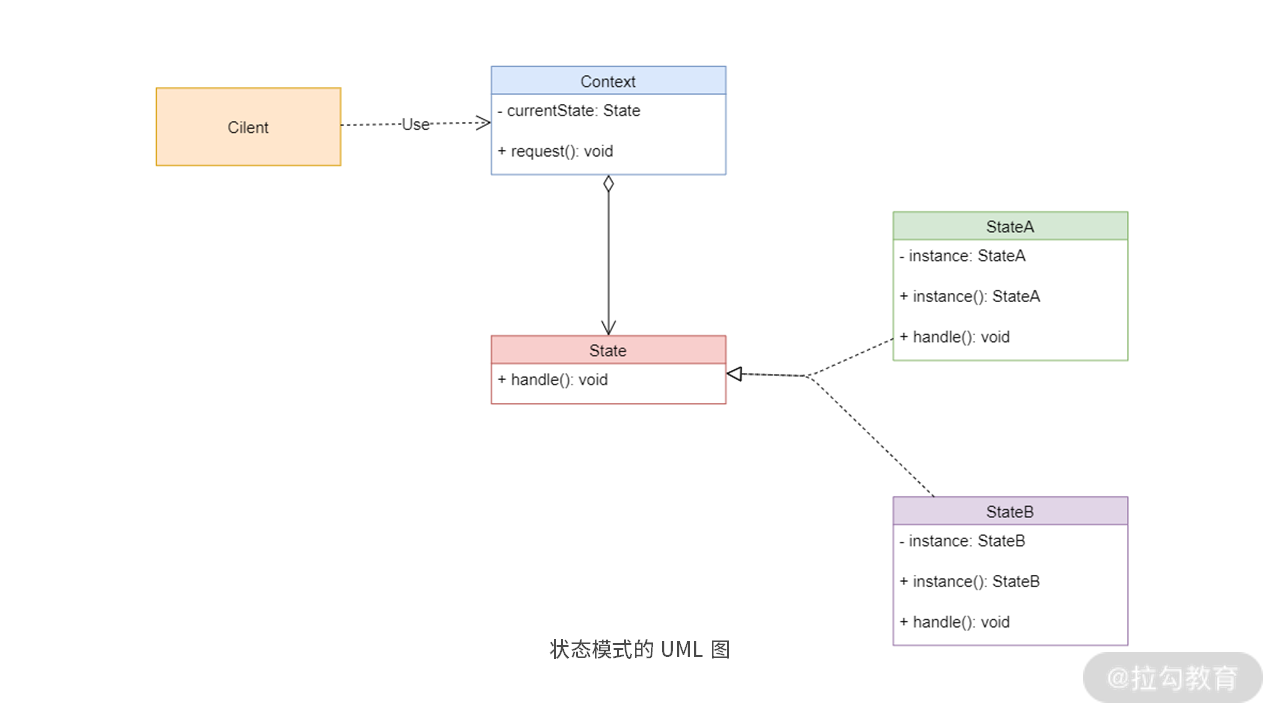 Cilent
Use
Context
- currentState: State
+ request(): void
State
+ handle(): void
StateA
- instance: StateA
+ instance(): StateA
+ handle(): void
StateB
- instance: StateB
+ instance(): StateB
+ handle(): void
状态模式的 UML 图
@拉勾教育